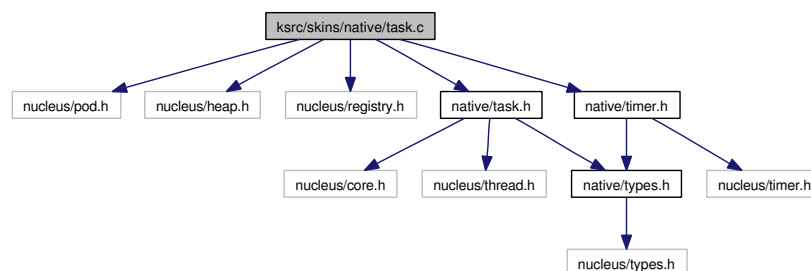 ksrc/skins/native/task.c
nucleus/pod.h
nucleus/heap.h
nucleus/registry.h
native/task.h
native/timer.h
nucleus/core.h
nucleus/thread.h
native/types.h
nucleus/timer.h
nucleus/types.h